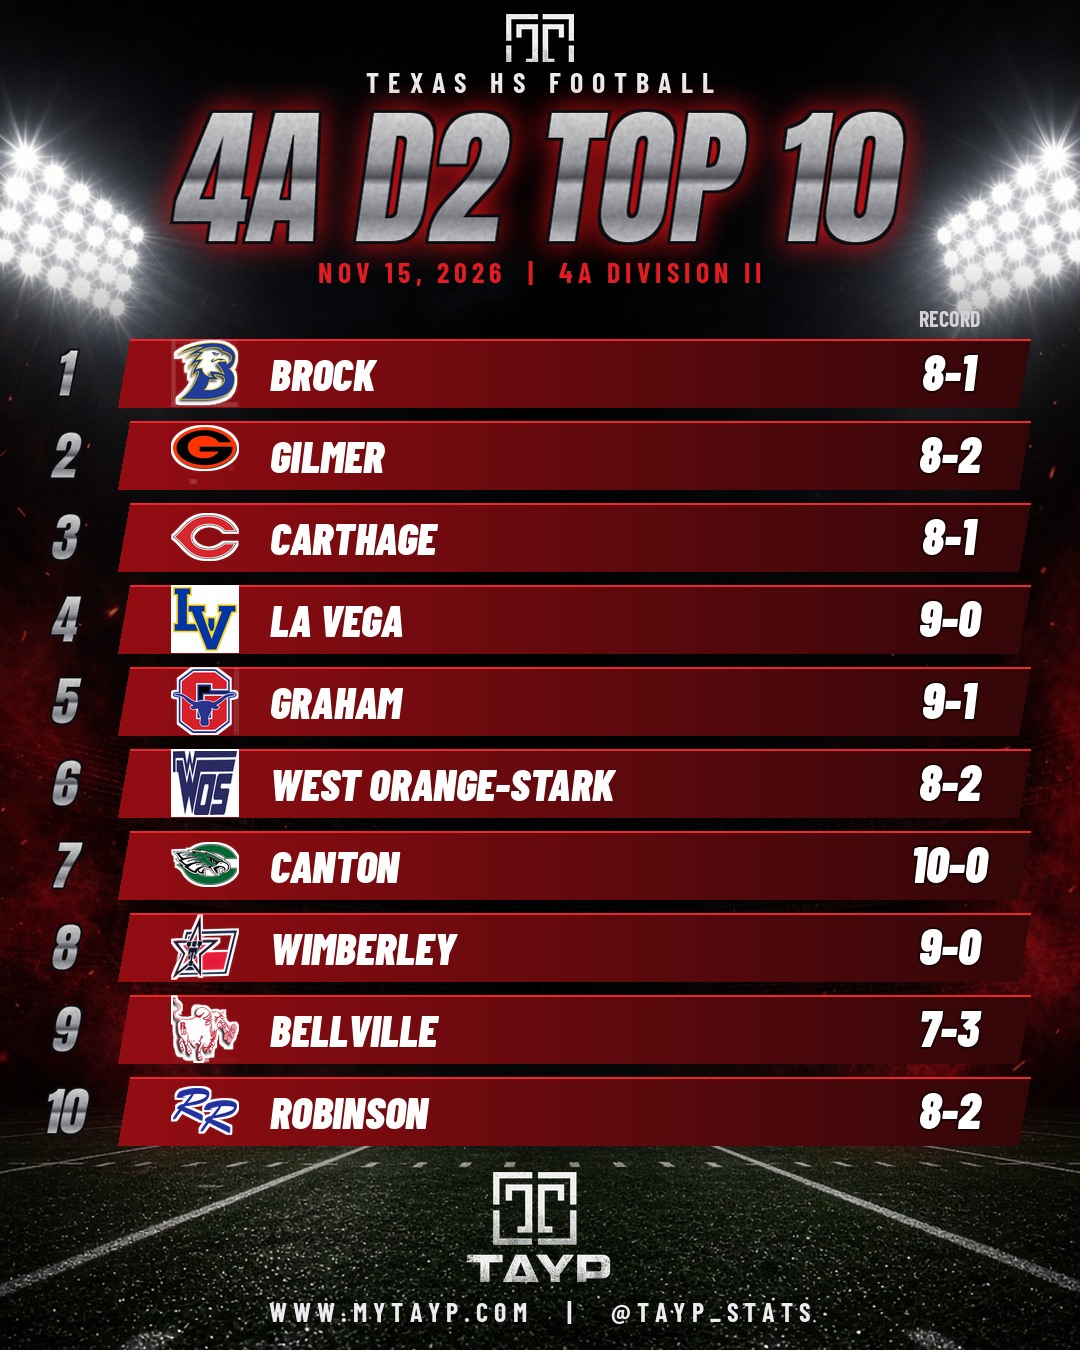 TEXAS HS FOOTBALL
4A D2 TOP 10
NOV 15, 2026 | 4A DIVISION II
RECORD
1 BROCK 8-1
2 GILMER 8-2
3 CARTHAGE 8-1
4 LV LA VEGA 9-0
5 GRAHAM 9-1
6 WOS WEST ORANGE-STARK 8-2
7 CANTON 10-0
8 WIMBERLEY 9-0
9 BELLVILLE 7-3
10 RR ROBINSON 8-2
TAYP
WWW.MYTAYP.COM | @TAYP_STATS